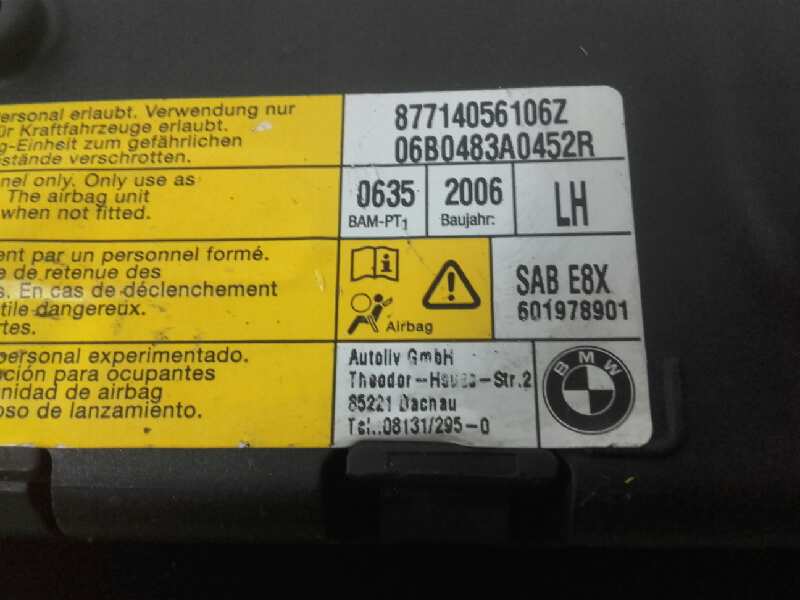 ersonal erlaubt. Verwendung nur
ür Kraftfahrzeuge erlaubt.
g-Einheit zum gefährlichen
stände verschrotten.
nel only. Only use as
The airbag unit
when not fitted.
ent par un personnel formé.
e de retenue des
s. En cas de déclenchement
tile dangereux.
rtes.
personal experimentado.
ción para ocupantes
unidad de airbag
oso de lanzamiento.
87714056106Z
06B0483A0452R
0635
BAM-PT1
2006
Baujahr:
LH
Airbag
SAB E8X
601978901
Autoliv GmbH
Theodor-Heuss-Str.2
85221 Dachau
Tel.:08131/295-0
BMW